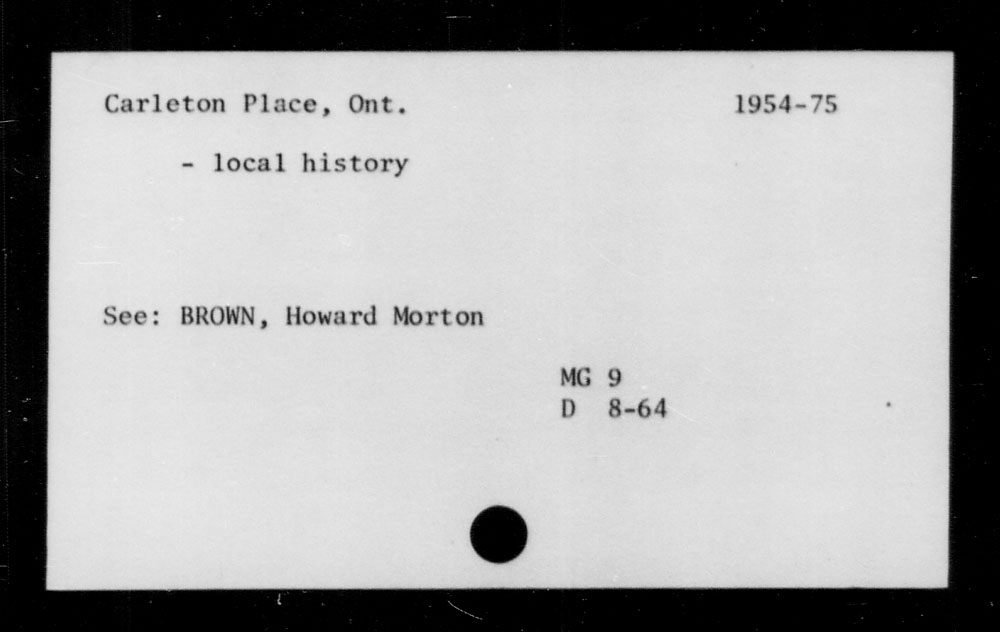 Carleton Place, Ont. 1954-75
- local history
See: BROWN, Howard Morton
MG 9
D 8-64